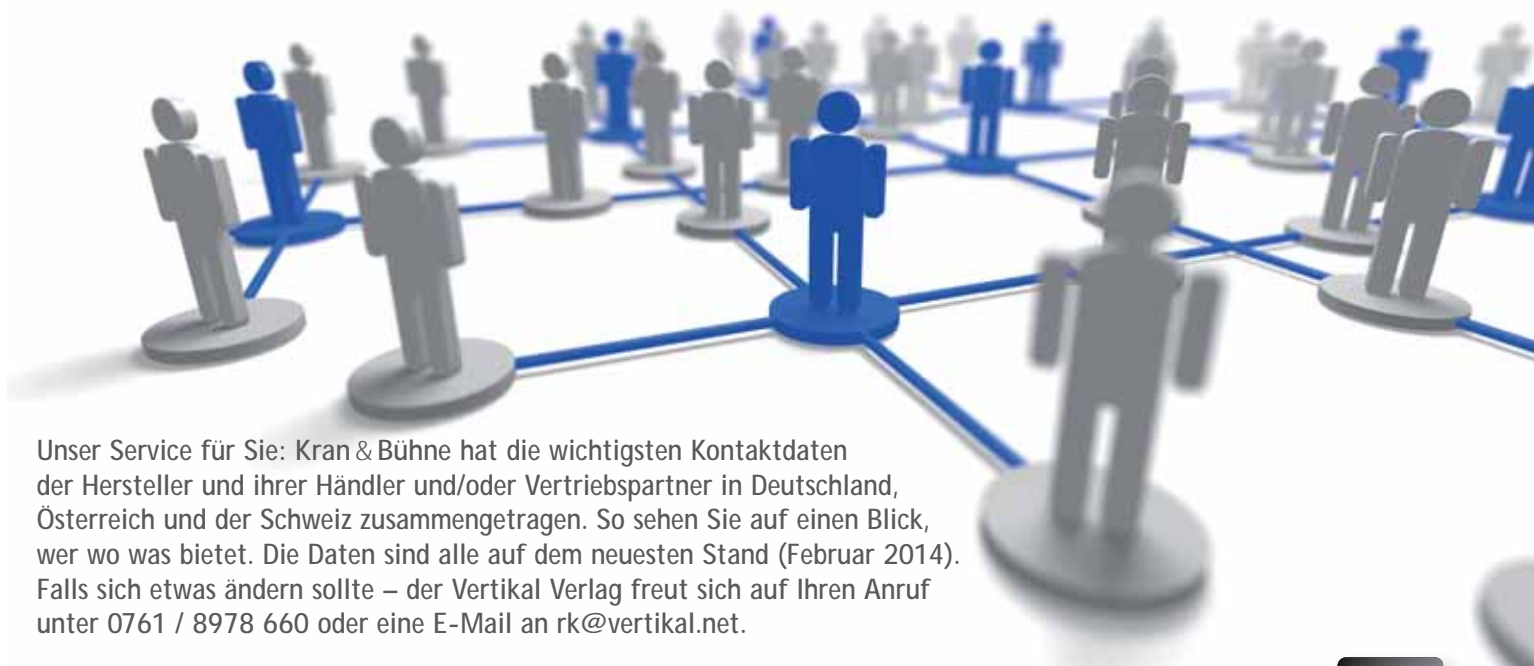 Unser Service für Sie: Kran & Bühne hat die wichtigsten Kontaktdaten
der Hersteller und ihrer Händler und/oder Vertriebspartner in Deutschland,
Österreich und der Schweiz zusammengetragen. So sehen Sie auf einen Blick,
wer wo was bietet. Die Daten sind alle auf dem neuesten Stand (Februar 2014).
Falls sich etwas ändern sollte – der Vertikal Verlag freut sich auf Ihren Anruf
unter 0761 / 8978 660 oder eine E-Mail an rk@vertikal.net.